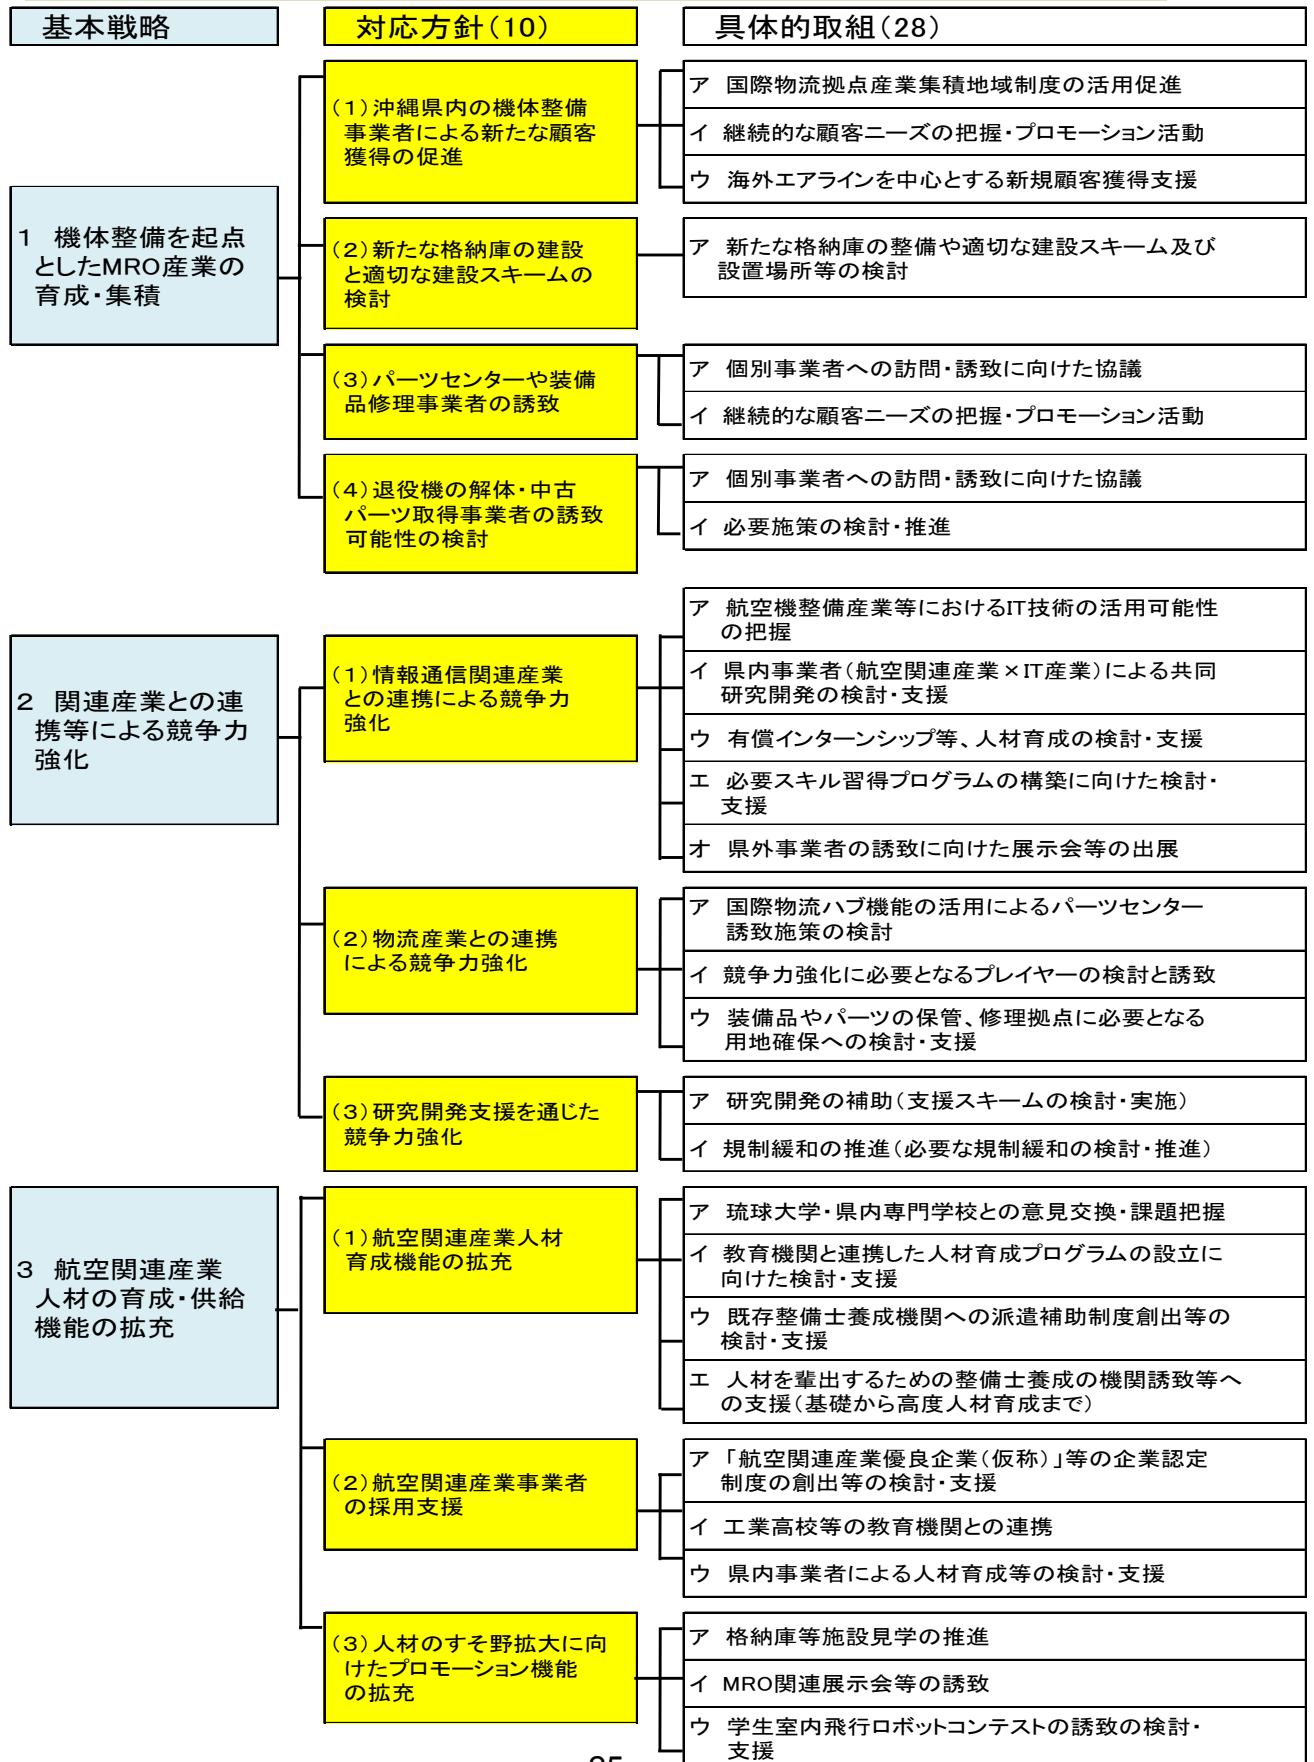 基本戦略
対応方針(10)
具体的取組(28)
1 機体整備を起点
としたMRO産業の
育成・集積
(1)沖縄県内の機体整備
事業者による新たな顧客
獲得の促進
ア 国際物流拠点産業集積地域制度の活用促進
イ 継続的な顧客ニーズの把握・プロモーション活動
ウ 海外エアラインを中心とする新規顧客獲得支援
(2)新たな格納庫の建設
と適切な建設スキームの
検討
ア 新たな格納庫の整備や適切な建設スキーム及び
設置場所等の検討
(3)パーツセンターや装備
品修理事業者の誘致
ア 個別事業者への訪問・誘致に向けた協議
イ 継続的な顧客ニーズの把握・プロモーション活動
(4)退役機の解体・中古
パーツ取得事業者の誘致
可能性の検討
ア 個別事業者への訪問・誘致に向けた協議
イ 必要施策の検討・推進
2 関連産業との連
携等による競争力
強化
(1)情報通信関連産業
との連携による競争力
強化
ア 航空機整備産業等におけるIT技術の活用可能性
の把握
イ 県内事業者(航空関連産業×IT産業)による共同
研究開発の検討・支援
ウ 有償インターンシップ等、人材育成の検討・支援
エ 必要スキル習得プログラムの構築に向けた検討・
支援
オ 県外事業者の誘致に向けた展示会等の出展
(2)物流産業との連携
による競争力強化
ア 国際物流ハブ機能の活用によるパーツセンター
誘致施策の検討
イ 競争力強化に必要となるプレイヤーの検討と誘致
ウ 装備品やパーツの保管、修理拠点に必要となる
用地確保への検討・支援
(3)研究開発支援を通じた
競争力強化
ア 研究開発の補助(支援スキームの検討・実施)
イ 規制緩和の推進(必要な規制緩和の検討・推進)
3 航空関連産業
人材の育成・供給
機能の拡充
(1)航空関連産業人材
育成機能の拡充
ア 琉球大学・県内専門学校との意見交換・課題把握
イ 教育機関と連携した人材育成プログラムの設立に
向けた検討・支援
ウ 既存整備士養成機関への派遣補助制度創出等の
検討・支援
エ 人材を輩出するための整備士養成の機関誘致等へ
の支援(基礎から高度人材育成まで)
(2)航空関連産業事業者
の採用支援
ア 「航空関連産業優良企業(仮称)」等の企業認定
制度の創出等の検討・支援
イ 工業高校等の教育機関との連携
ウ 県内事業者による人材育成等の検討・支援
(3)人材のすそ野拡大に向
けたプロモーション機能
の拡充
ア 格納庫等施設見学の推進
イ MRO関連展示会等の誘致
ウ 学生室内飛行ロボットコンテストの誘致の検討・
支援